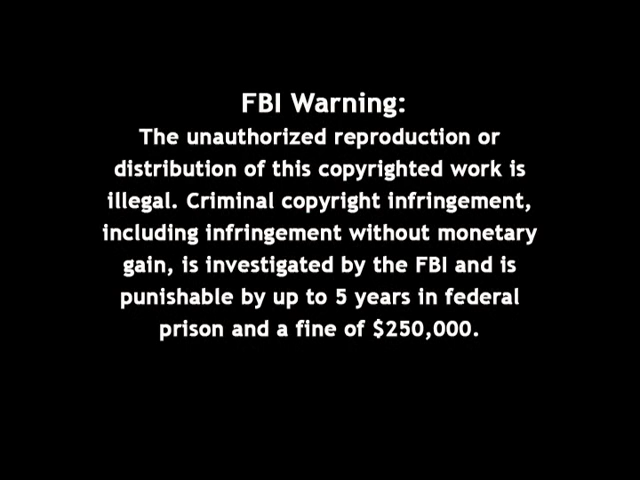 FBI Warning:
The unauthorized reproduction or
distribution of this copyrighted work is
illegal. Criminal copyright infringement,
including infringement without monetary
gain, is investigated by the FBI and is
punishable by up to 5 years in federal
prison and a fine of $250,000.